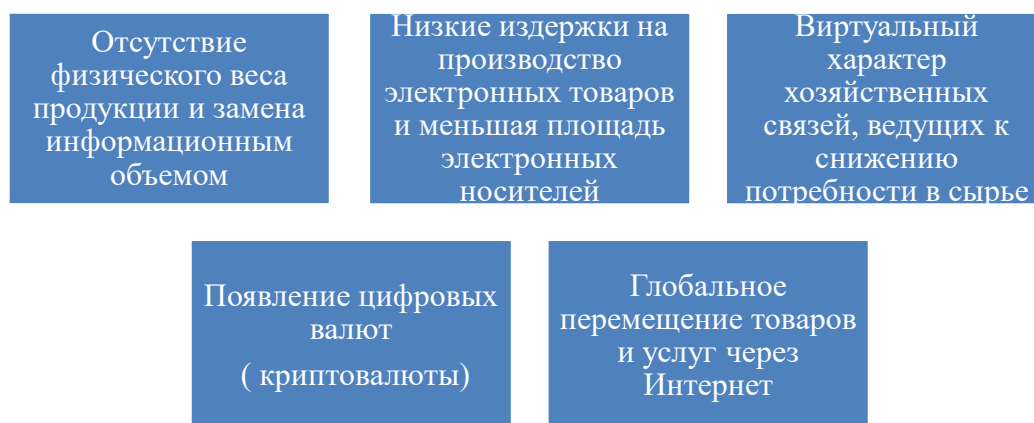 Отсутствие
физического веса
продукции и замена
информационным
объемом
Низкие издержки на
производство
электронных товаров
и меньшая площадь
электронных
носителей
Виртуальный
характер
хозяйственных
связей, ведущих к
снижению
потребности в сырье
Появление цифровых
валют
( криптовалюты)
Глобальное
перемещение товаров
и услуг через
Интернет